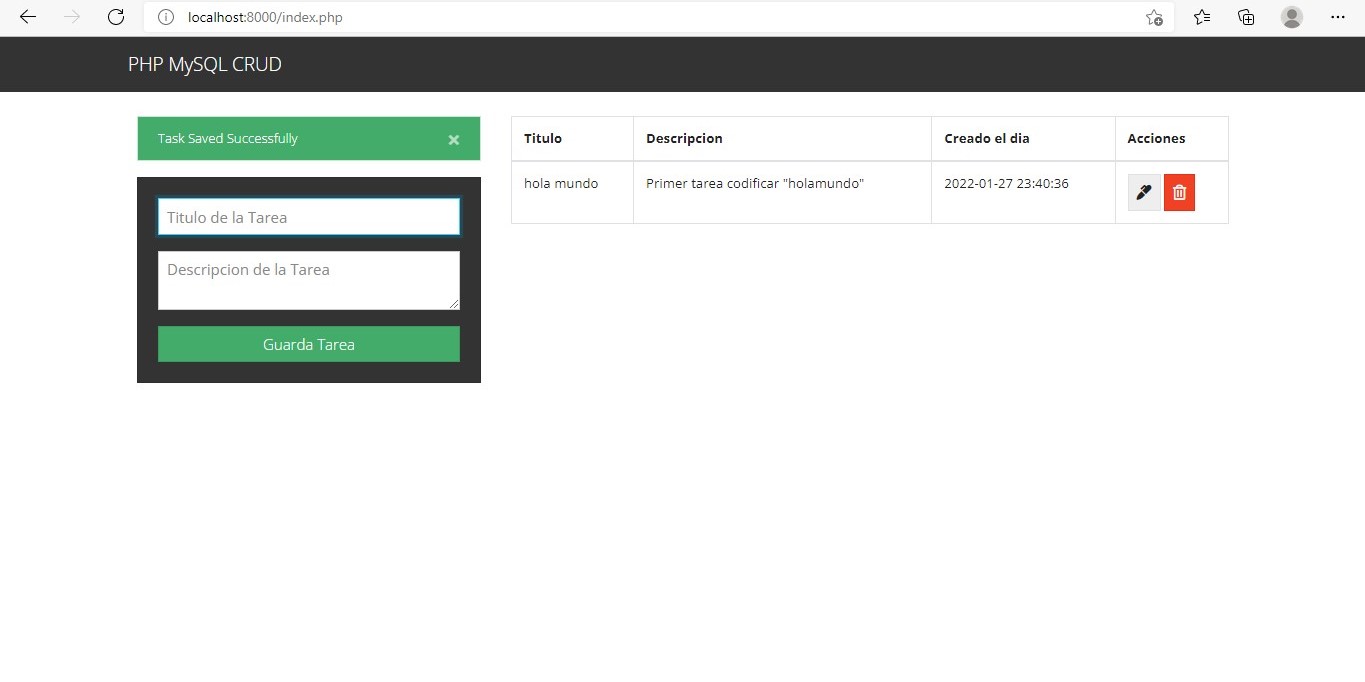 localhost:8000/index.php
PHP MySQL CRUD
Task Saved Successfully ×
Titulo de la Tarea
Descripcion de la Tarea
Guarda Tarea
Titulo Descripcion Creado el dia Acciones
hola mundo Primer tarea codificar "holamundo" 2022-01-27 23:40:36